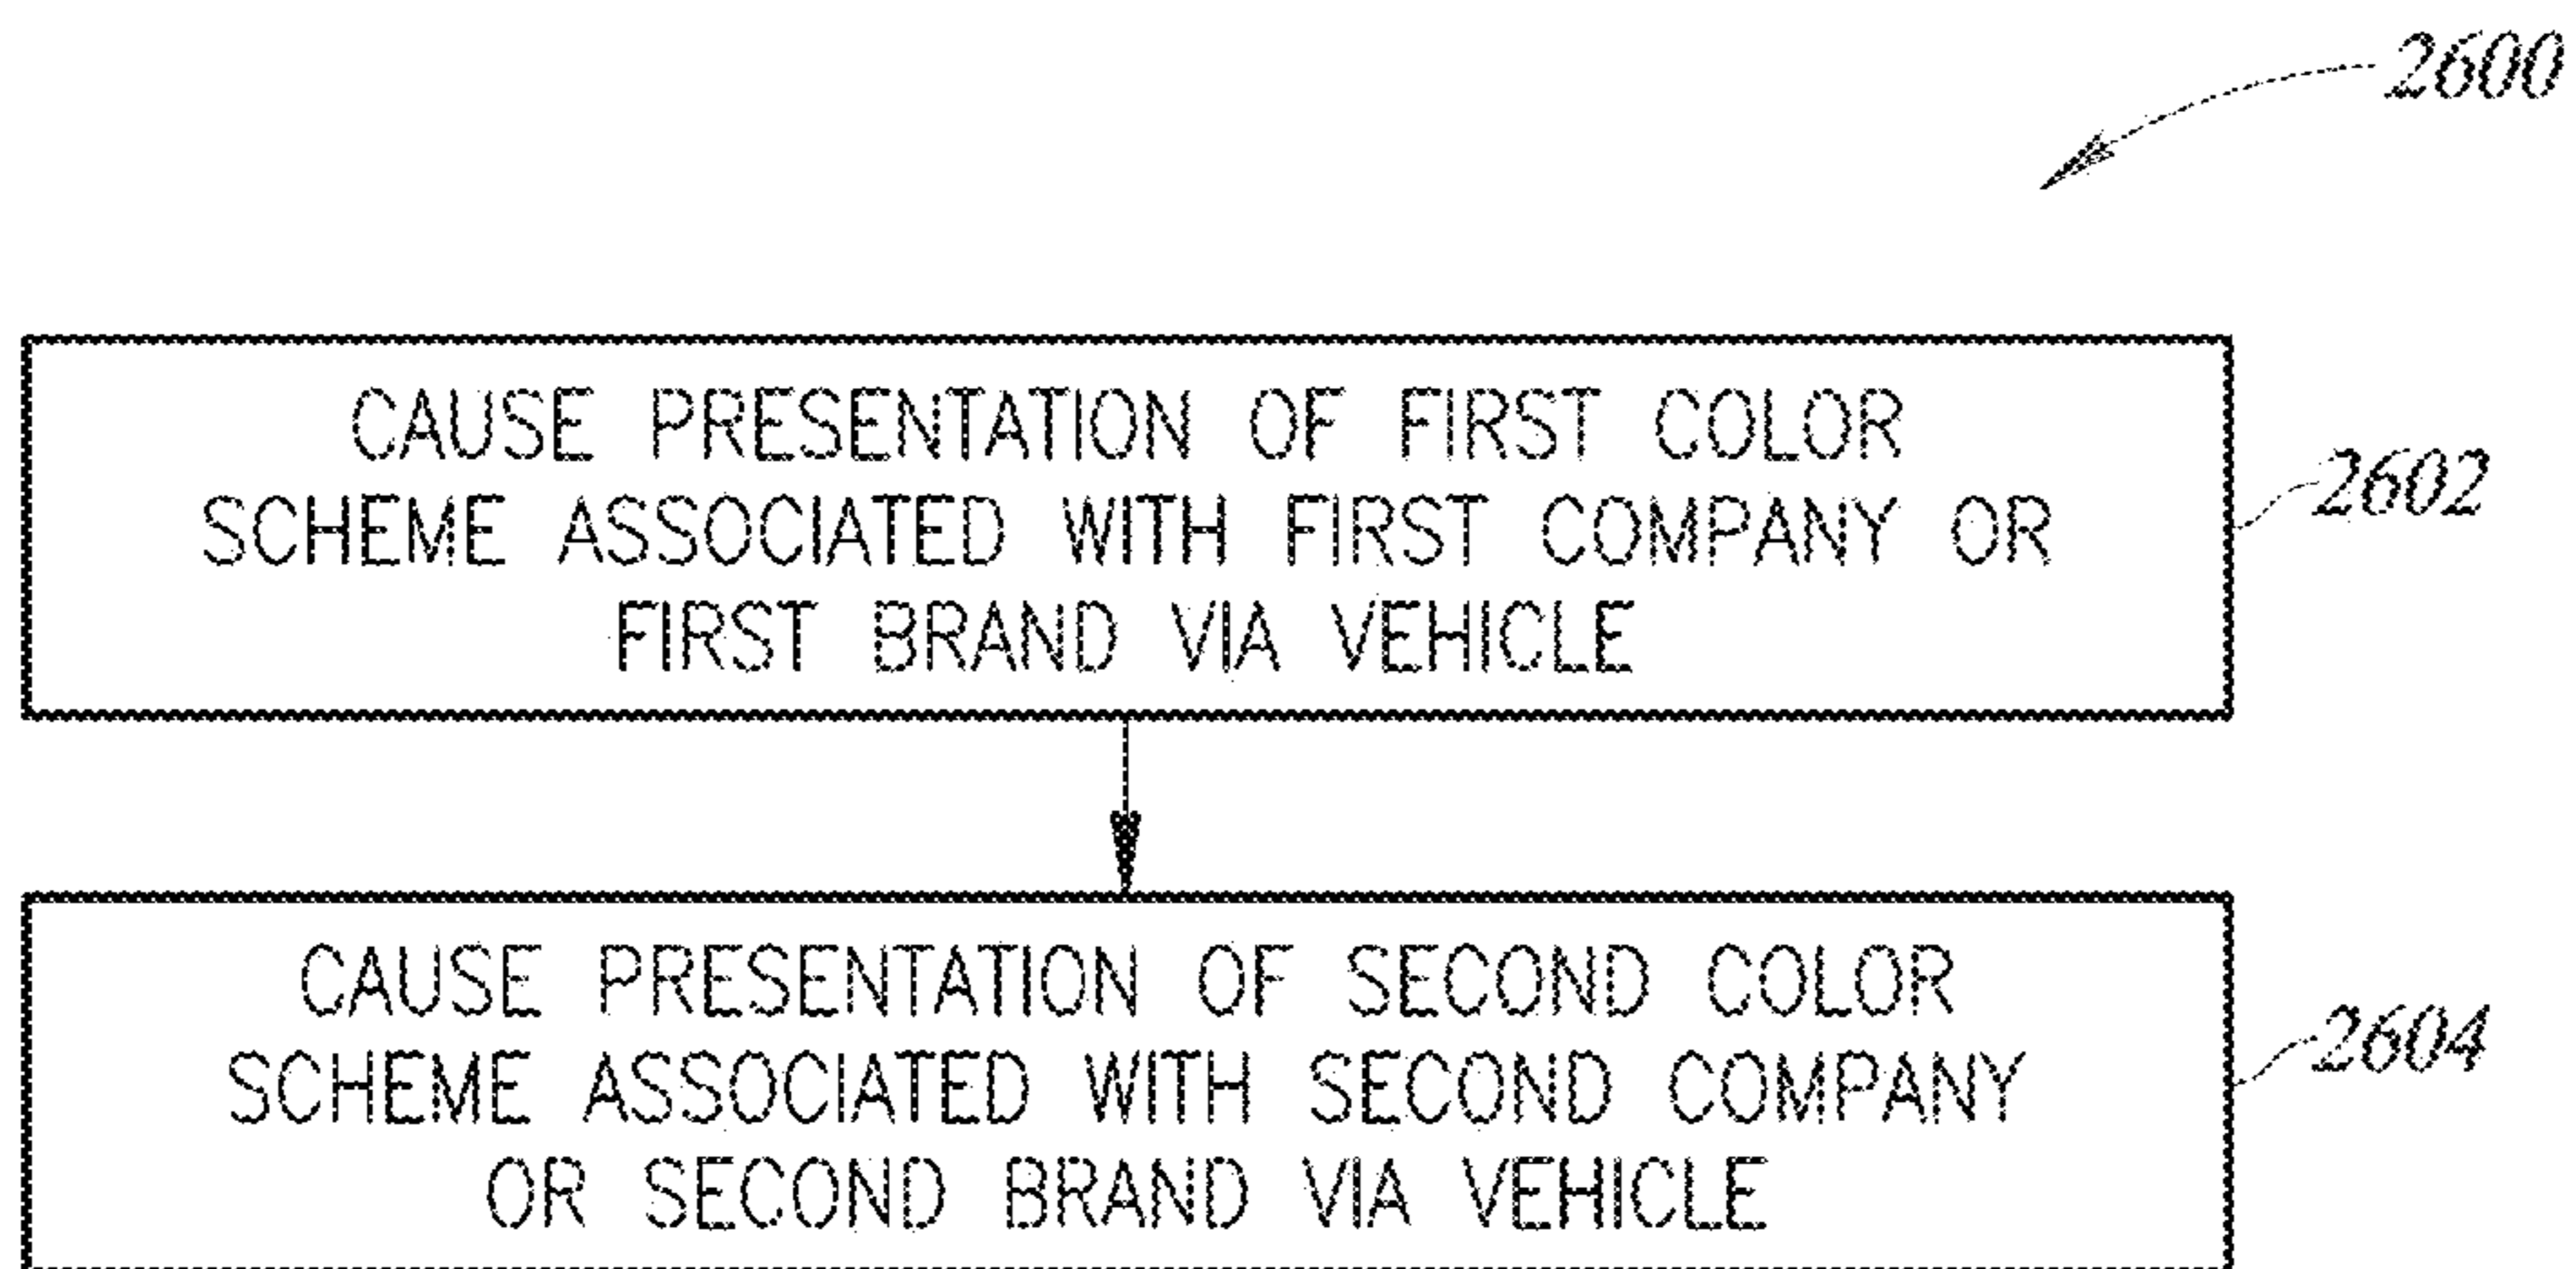 2600
CAUSE PRESENTATION OF FIRST COLOR
SCHEME ASSOCIATED WITH FIRST COMPANY OR
FIRST BRAND VIA VEHICLE
2602
CAUSE PRESENTATION OF SECOND COLOR
SCHEME ASSOCIATED WITH SECOND COMPANY
OR SECOND BRAND VIA VEHICLE
2604